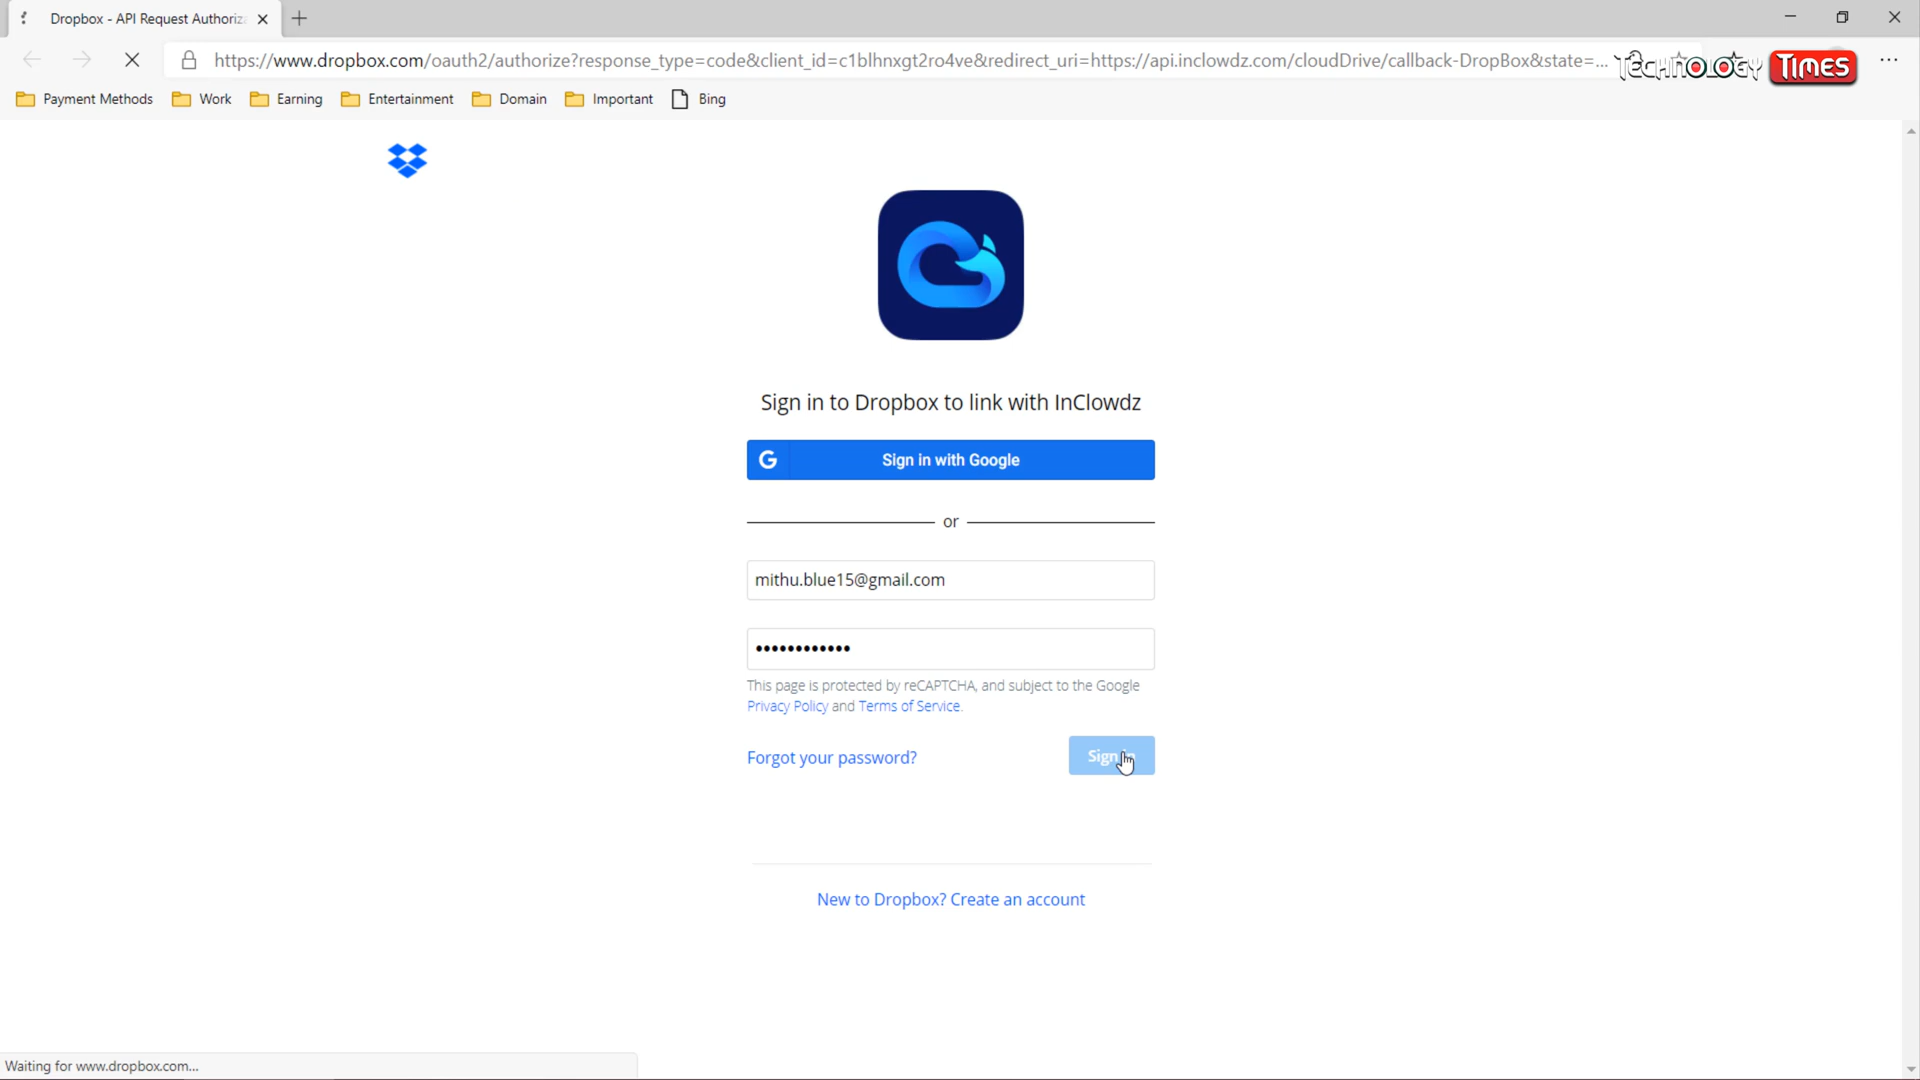 Dropbox - API Request Authoriz
https://www.dropbox.com/oauth2/authorize?response_type=code&client_id=c1blhnxgt2ro4ve&redirect_uri=https://api.inclowdz.com/cloudDrive/callback-DropBox&state=...
Technology Times
Payment Methods Work Earning Entertainment Domain Important Bing
Sign in to Dropbox to link with InClowdz
G Sign in with Google
or
mithu.blue15@gmail.com
This page is protected by reCAPTCHA, and subject to the Google
Privacy Policy and Terms of Service.
Forgot your password? Sign
New to Dropbox? Create an account
Waiting for www.dropbox.com...